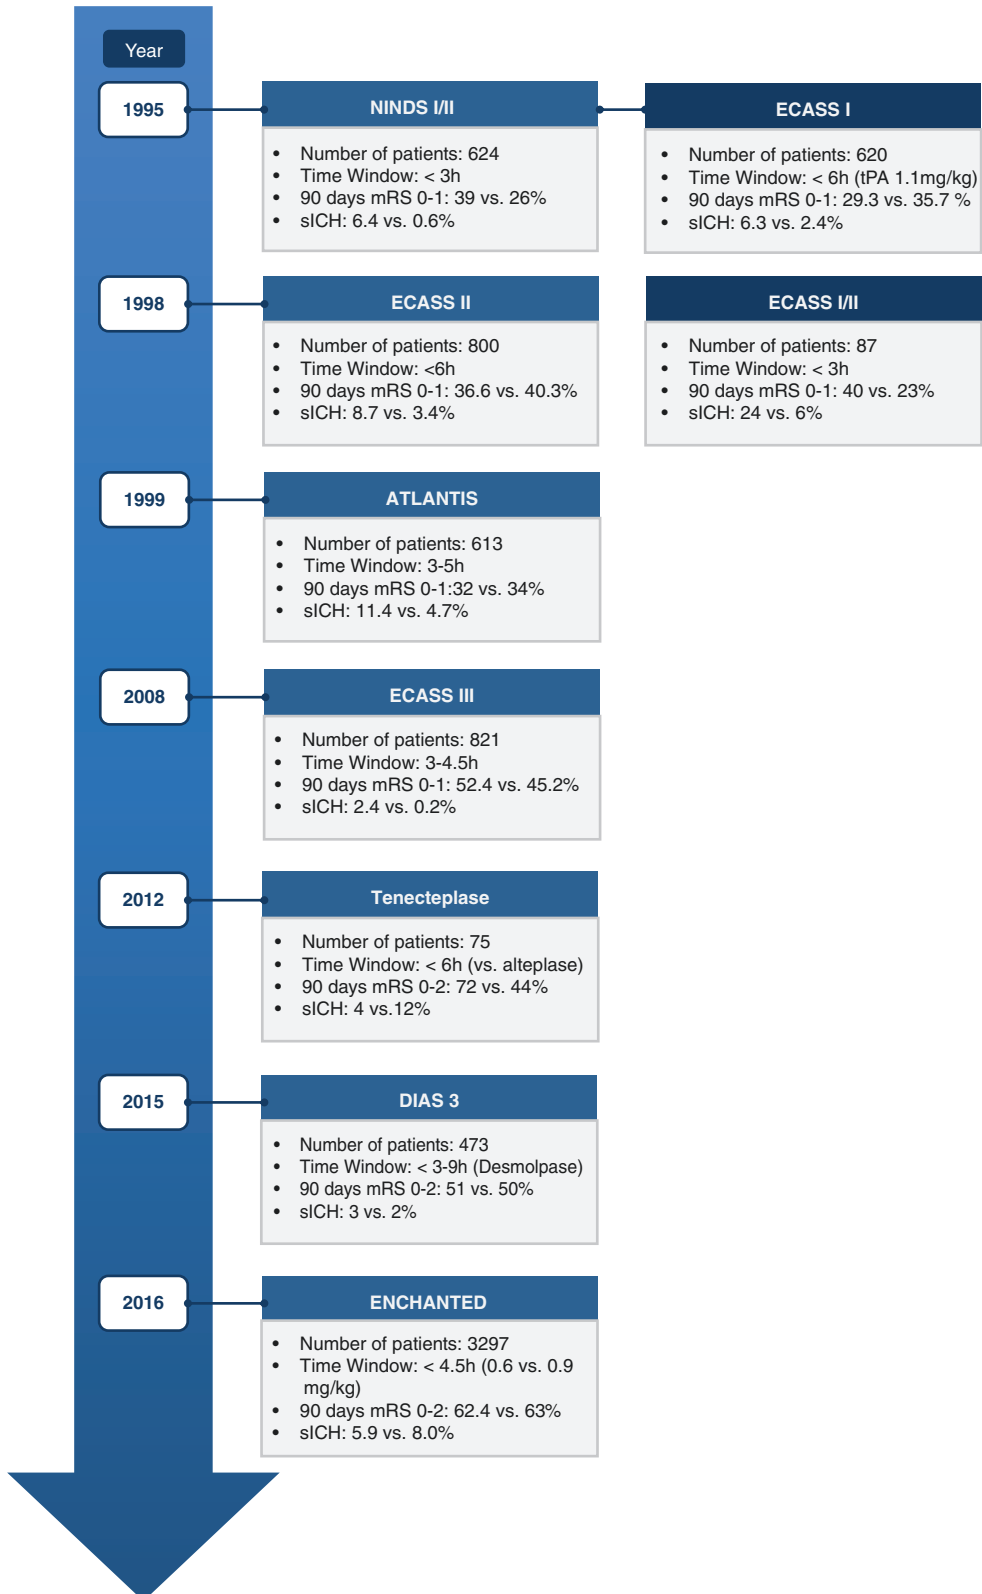 Year
1995
NINDS I/II
• Number of patients: 624
• Time Window: < 3h
• 90 days mRS 0-1: 39 vs. 26%
• sICH: 6.4 vs. 0.6%
ECASS I
• Number of patients: 620
• Time Window: < 6h (tPA 1.1mg/kg)
• 90 days mRS 0-1: 29.3 vs. 35.7 %
• sICH: 6.3 vs. 2.4%
1998
ECASS II
• Number of patients: 800
• Time Window: <6h
• 90 days mRS 0-1: 36.6 vs. 40.3%
• sICH: 8.7 vs. 3.4%
ECASS I/II
• Number of patients: 87
• Time Window: < 3h
• 90 days mRS 0-1: 40 vs. 23%
• sICH: 24 vs. 6%
1999
ATLANTIS
• Number of patients: 613
• Time Window: 3-5h
• 90 days mRS 0-1:32 vs. 34%
• sICH: 11.4 vs. 4.7%
2008
ECASS III
• Number of patients: 821
• Time Window: 3-4.5h
• 90 days mRS 0-1: 52.4 vs. 45.2%
• sICH: 2.4 vs. 0.2%
2012
Tenecteplase
• Number of patients: 75
• Time Window: < 6h (vs. alteplase)
• 90 days mRS 0-2: 72 vs. 44%
• sICH: 4 vs.12%
2015
DIAS 3
• Number of patients: 473
• Time Window: < 3-9h (Desmolpase)
• 90 days mRS 0-2: 51 vs. 50%
• sICH: 3 vs. 2%
2016
ENCHANTED
• Number of patients: 3297
• Time Window: < 4.5h (0.6 vs. 0.9
mg/kg)
• 90 days mRS 0-2: 62.4 vs. 63%
• sICH: 5.9 vs. 8.0%